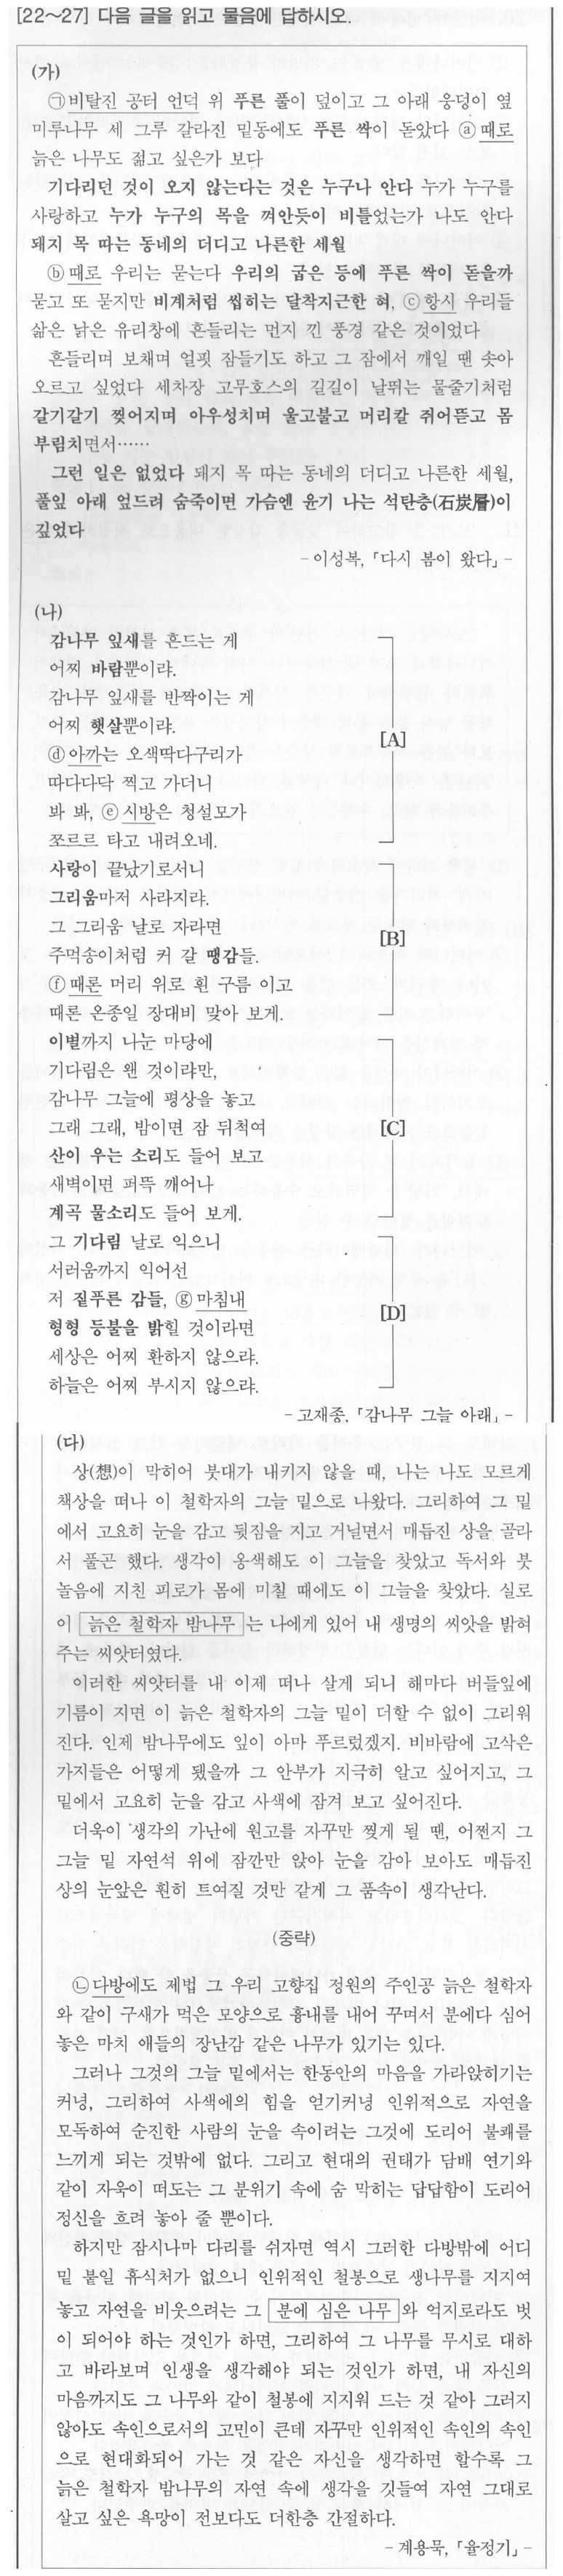 [22~27] 다음 글을 읽고 물음에 답하시오.
(가)
㉠비탈진 공터 언덕 위 푸른 풀이 덮이고 그 아래 웅덩이 옆
미루나무 세 그루 갈라진 밑동에도 푸른 싹이 돋았다 ⓐ때로
늙은 나무도 젊고 싶은가 보다
기다리던 것이 오지 않는다는 것은 누구나 안다 누가 누구를
사랑하고 누가 누구의 목을 껴안듯이 비틀었는가 나도 안다
돼지 목 따는 동네의 더디고 나른한 세월
ⓑ때로 우리는 묻는다 우리의 굽은 등에 푸른 싹이 돋을까
묻고 또 묻지만 비계처럼 씹히는 달착지근한 혀, ⓒ항시 우리들
삶은 낡은 유리창에 흔들리는 먼지 낀 풍경 같은 것이었다
흔들리며 보채며 얼핏 잠들기도 하고 그 잠에서 깨일 땐 솟아
오르고 싶었다 세차장 고무호스의 길길이 날뛰는 물줄기처럼
갈기갈기 찢어지며 아우성치며 울고불고 머리칼 쥐어뜯고 몸
부림치면서……
그런 일은 없었다 돼지 목 따는 동네의 더디고 나른한 세월,
풀잎 아래 엎드려 숨죽이면 가슴엔 윤기 나는 석탄층(石炭層)이
깊었다
- 이성복, 「다시 봄이 왔다」 -
(나)
감나무 잎새를 흔드는 게
어찌 바람뿐이랴.
감나무 잎새를 반짝이는 게
어찌 햇살뿐이랴.
[A]
ⓓ아까는 오색딱다구리가
따다다닥 찍고 가더니
봐 봐, ⓔ시방은 청설모가
쪼르르 타고 내려오네.
사랑이 끝났기로서니
그리움마저 사라지랴.
그 그리움 날로 자라면
[B]
주먹송이처럼 커 갈 땡감들.
ⓕ때론 머리 위로 흰 구름 이고
때론 온종일 장대비 맞아 보게.
이별까지 나눈 마당에
기다림은 웬 것이랴만,
감나무 그늘에 평상을 놓고
그래 그래, 밤이면 잠 뒤척여
[C]
산이 우는 소리도 들어 보고
새벽이면 퍼뜩 깨어나
계곡 물소리도 들어 보게.
그 기다림 날로 익으니
서러움까지 익어선
저 짙푸른 감들, ⓖ마침내
[D]
형형 등불을 밝힐 것이라면
세상은 어찌 환하지 않으랴.
하늘은 어찌 부시지 않으랴.
- 고재종, 「감나무 그늘 아래」 -
(다)
상(想)이 막히어 붓대가 내키지 않을 때, 나는 나도 모르게
책상을 떠나 이 철학자의 그늘 밑으로 나왔다. 그리하여 그 밑
에서 고요히 눈을 감고 뒷짐을 지고 거닐면서 매듭진 상을 골라
서 풀곤 했다. 생각이 옹색해도 이 그늘을 찾았고 독서와 붓
놀음에 지친 피로가 몸에 미칠 때에도 이 그늘을 찾았다. 실로
이 늙은 철학자 밤나무는 나에게 있어 내 생명의 씨앗을 밝혀
주는 씨앗터였다.
이러한 씨앗터를 내 이제 떠나 살게 되니 해마다 버들잎에
기름이 지면 이 늙은 철학자의 그늘 밑이 더할 수 없이 그리워
진다. 인제 밤나무에도 잎이 아마 푸르렀겠지. 비바람에 고삭은
가지들은 어떻게 됐을까 그 안부가 지극히 알고 싶어지고, 그
밑에서 고요히 눈을 감고 사색에 잠겨 보고 싶어진다.
더욱이 생각의 가난에 원고를 자꾸만 찢게 될 땐, 어쩐지 그
그늘 밑 자연석 위에 잠깐만 앉아 눈을 감아 보아도 매듭진
상의 눈앞은 훤히 트여질 것만 같게 그 품속이 생각난다.
(중략)
㉡다방에도 제법 그 우리 고향집 정원의 주인공 늙은 철학자
와 같이 구새가 먹은 모양으로 흉내를 내어 꾸며서 분에다 심어
놓은 마치 애들의 장난감 같은 나무가 있기는 있다.
그러나 그것의 그늘 밑에서는 한동안의 마음을 가라앉히기는
커녕, 그리하여 사색에의 힘을 얻기커녕 인위적으로 자연을
모독하여 순진한 사람의 눈을 속이려는 그것에 도리어 불쾌를
느끼게 되는 것밖에 없다. 그리고 현대의 권태가 담배 연기와
같이 자욱이 떠도는 그 분위기 속에 숨 막히는 답답함이 도리어
정신을 흐려 놓아 줄 뿐이다.
하지만 잠시나마 다리를 쉬자면 역시 그러한 다방밖에 어디
밑 붙일 휴식처가 없으니 인위적인 철봉으로 생나무를 지지여
놓고 자연을 비웃으려는 그 분에 심은 나무와 억지로라도 벗
이 되어야 하는 것인가 하면, 그리하여 그 나무를 무시로 대하
고 바라보며 인생을 생각해야 되는 것인가 하면, 내 자신의
마음까지도 그 나무와 같이 철봉에 지지워 드는 것 같아 그러지
않아도 속인으로서의 고민이 큰데 자꾸만 인위적인 속인의 속인
으로 현대화되어 가는 것 같은 자신을 생각하면 할수록 그
늙은 철학자 밤나무의 자연 속에 생각을 깃들여 자연 그대로
살고 싶은 욕망이 전보다도 더한층 간절하다.
- 계용묵, 「율정기」 -